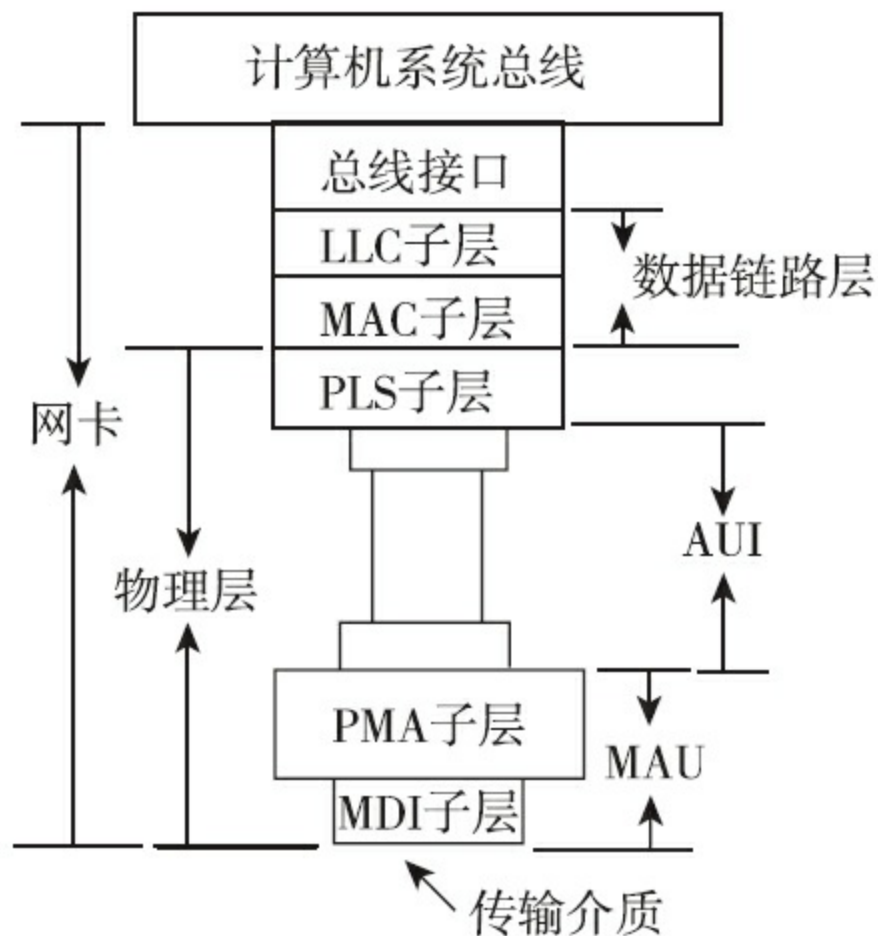 计算机系统总线
总线接口
LLC子层
数据链路层
MAC子层
PLS子层
网卡
AUI
物理层
PMA子层
MAU
MDI子层
传输介质